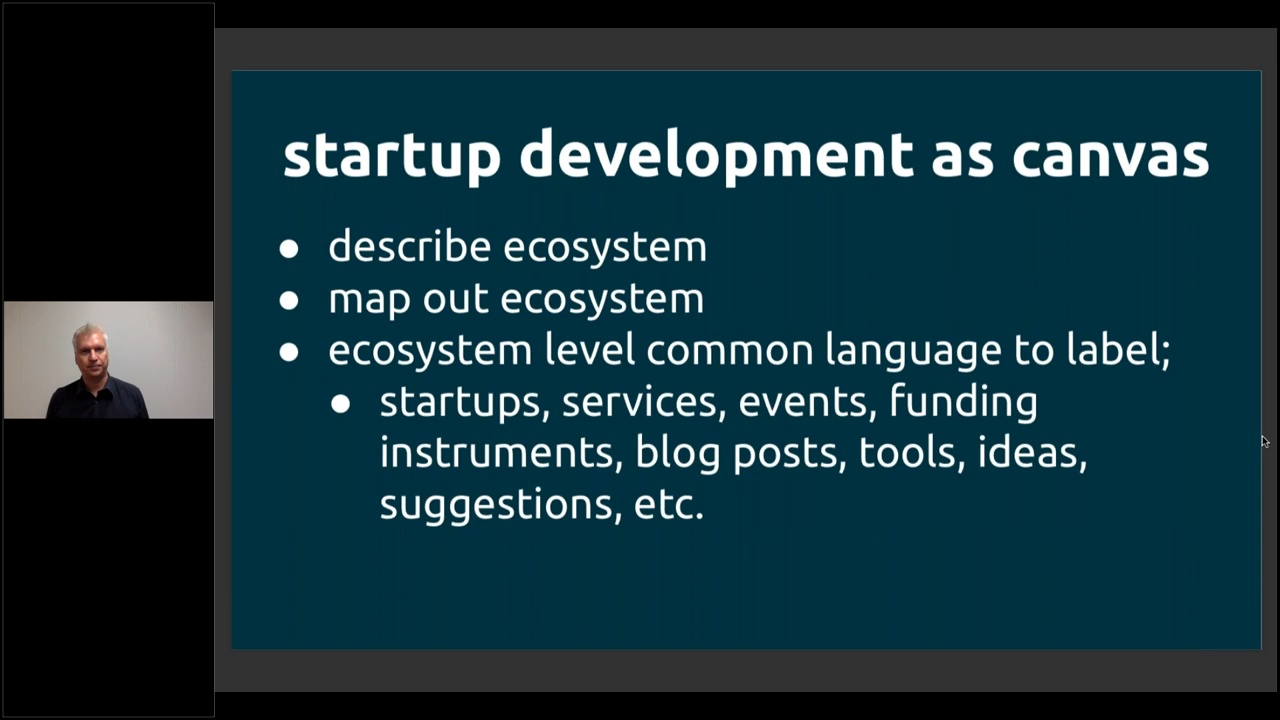 startup development as canvas
● describe ecosystem
● map out ecosystem
● ecosystem level common language to label;
● startups, services, events, funding
instruments, blog posts, tools, ideas,
suggestions, etc.